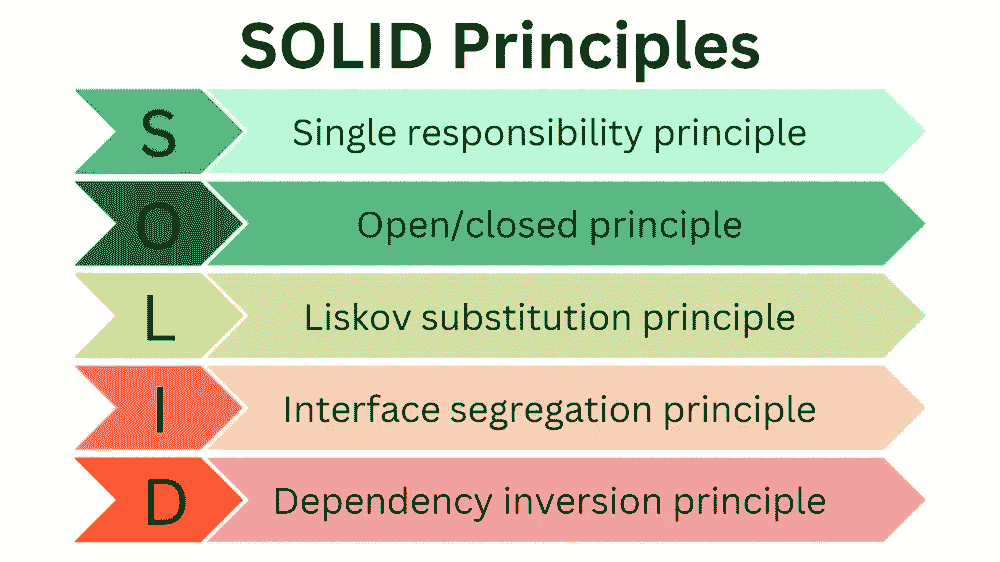 SOLID Principles
S Single responsibility principle
O Open/closed principle
L Liskov substitution principle
I Interface segregation principle
D Dependency inversion principle